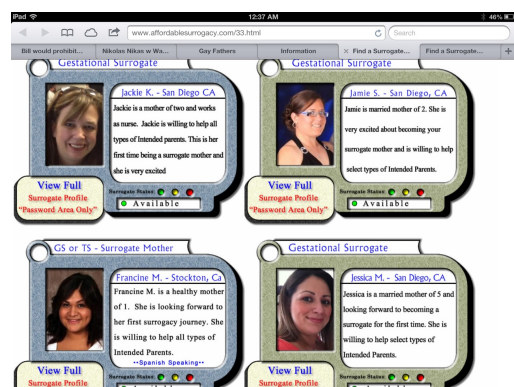 iPad
12:37 AM
46%
www.affordablesurrogacy.com/33.html
Search
Bill would prohibit...
Nikolas Nikas w Wa...
Gay Fathers
Information
Find a Surrogate...
Find a Surrogate...
Gestational Surrogate
Jackie K. - San Diego CA
Jackie is a mother of two and works
as nurse. Jackie is willing to help all
types of Intended parents. This is her
first time being a surrogate mother and
she is very excited
View Full
Surrogate Profile
"Password Area Only"
Surrogate Status:
Available
Gestational Surrogate
Jamie S. - San Diego CA
Jamie is married mother of 2. She is
very excited about becoming your
surrogate mother and is willing to help
select types of Intended Parents.
View Full
Surrogate Profile
"Password Area Only"
Surrogate Status:
Available
GS or TS - Surrogate Mother
Francine M. - Stockton, Ca
Francine M. is a healthy mother
of 1. She is looking forward to
her first surrogacy journey. She
is willing to help all types of
Intended Parents.
**Spanish Speaking**
View Full
Surrogate Profile
Surrogate Status:
Gestational Surrogate
Jessica M. - San Diego, CA
Jessica is a married mother of 5 and
looking forward to becoming a
surrogate for the first time. She is
willing to help select types of
Intended Parents.
View Full
Surrogate Profile
Surrogate Status: